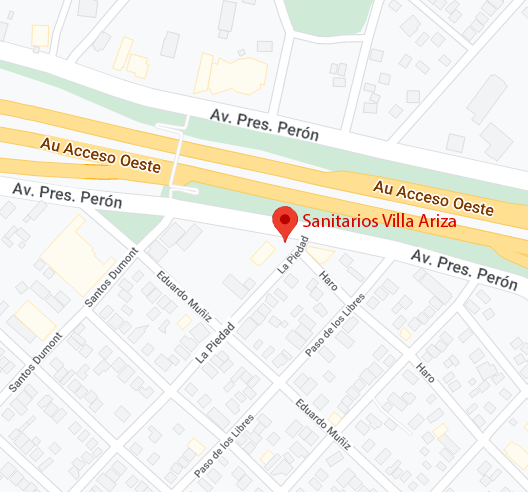 Av. Pres. Perón
Au Acceso Oeste
Au Acceso Oeste
Av. Pres. Perón
Sanitarios Villa Ariza
La Piedad
Av. Pres. Perón
Santos Dumont
Haro
Eduardo Muñiz
Paso de los Libres
La Piedad
Santos Dumont
Haro
Eduardo Muñiz
Paso de los Libres